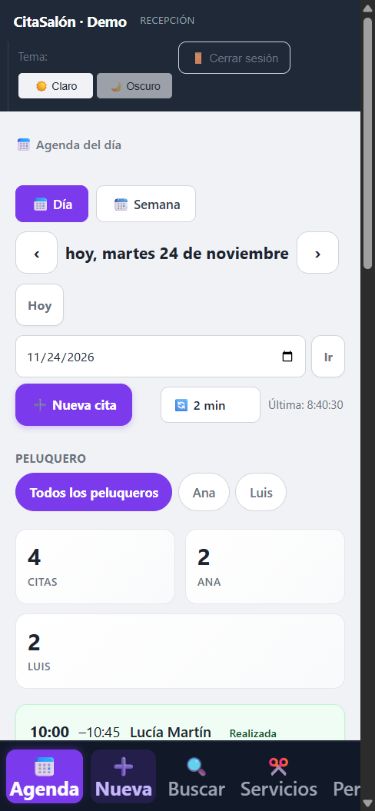 CitaSalón · Demo RECEPCIÓN
Tema:
Claro Oscuro
Cerrar sesión
Agenda del día
Día Semana
‹ hoy, martes 24 de noviembre ›
Hoy
11/24/2026 Ir
Nueva cita 2 min Última: 8:40:30
PELUQUERO
Todos los peluqueros Ana Luis
4
CITAS
2
ANA
2
LUIS
10:00 –10:45 Lucía Martín Realizada
Agenda Nueva Buscar Servicios Per